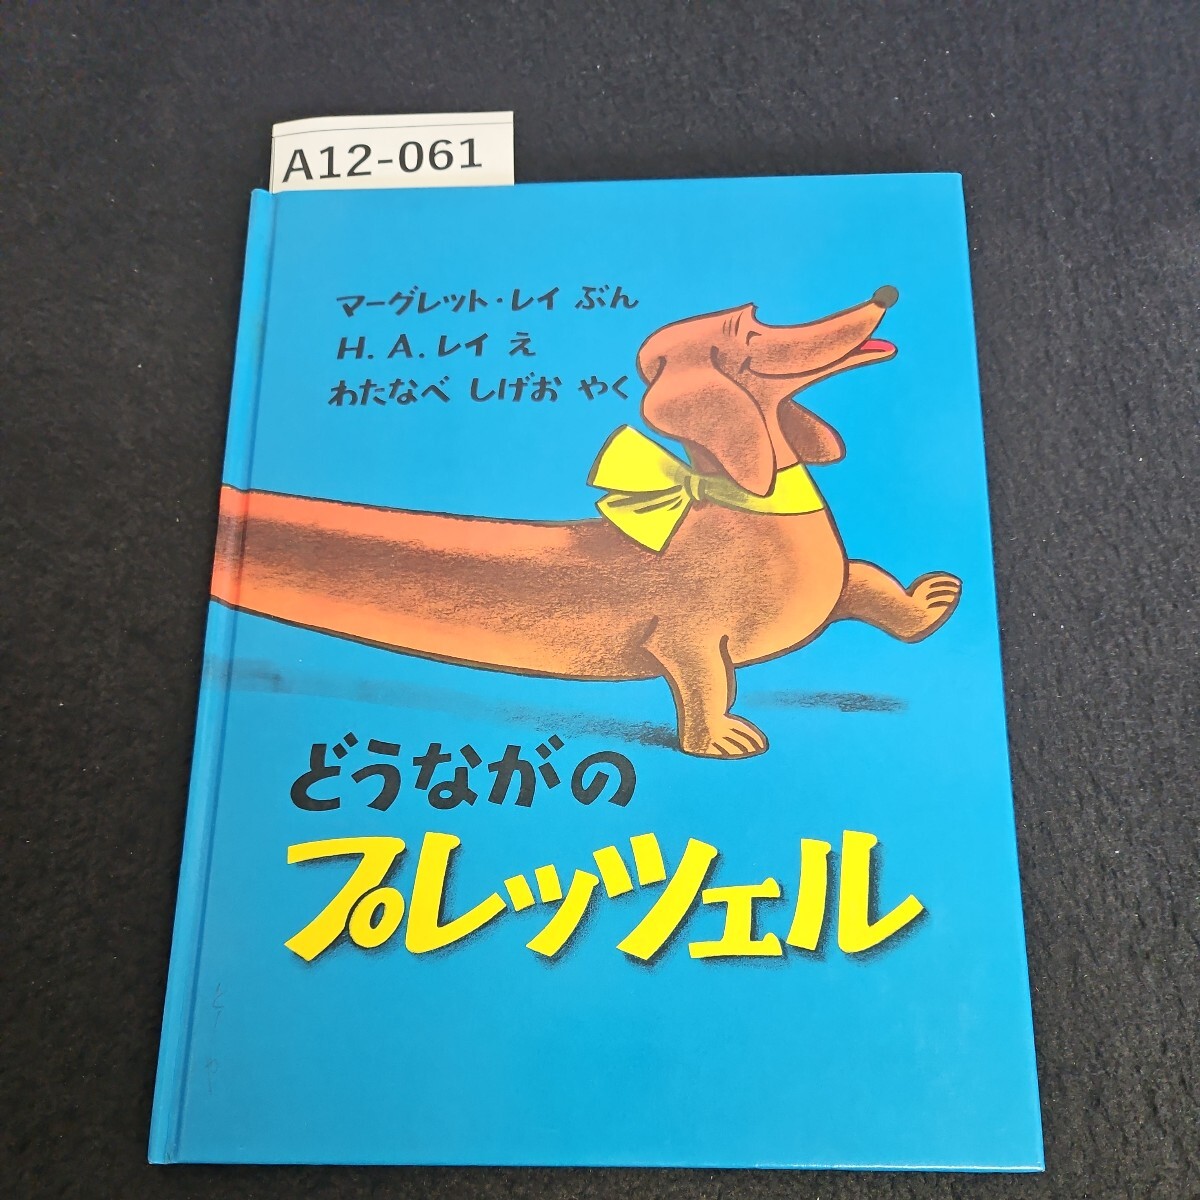 A12-061
マーグレット・レイ ぶん
H.A.レイ え
わたなべ しげお やく
どうながの
プレッツェル